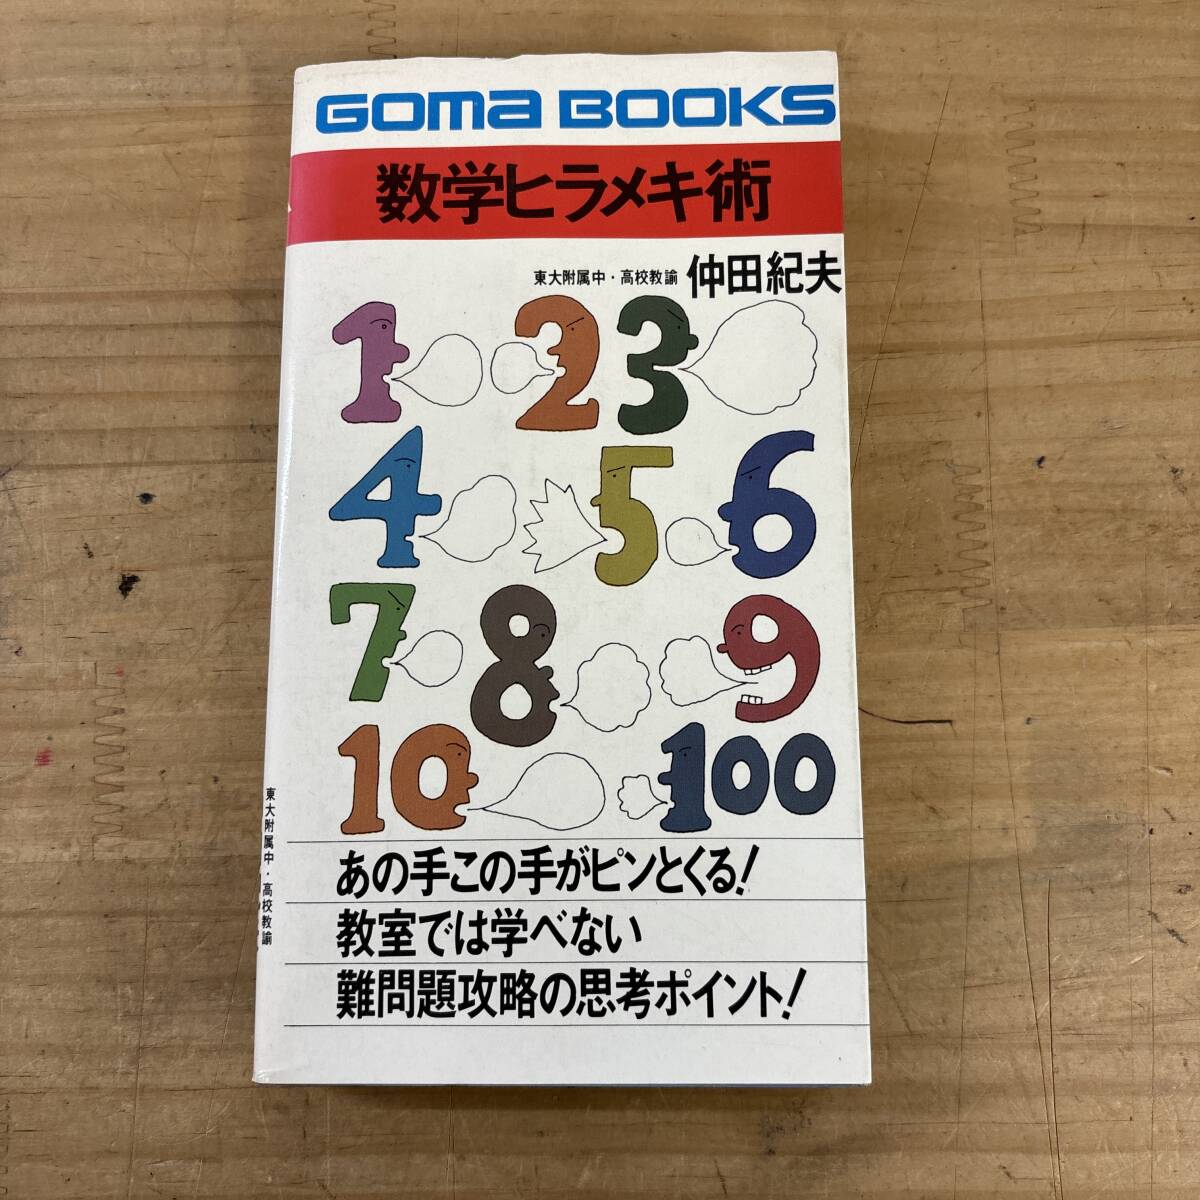 GOMA BOOKS
数学ヒラメキ術
東大附属中・高校教諭 仲田紀夫
1 2 3
4 5 6
7 8 9
10 100
あの手この手がピンとくる!
教室では学べない
難問題攻略の思考ポイント!
東大附属中・高校教諭